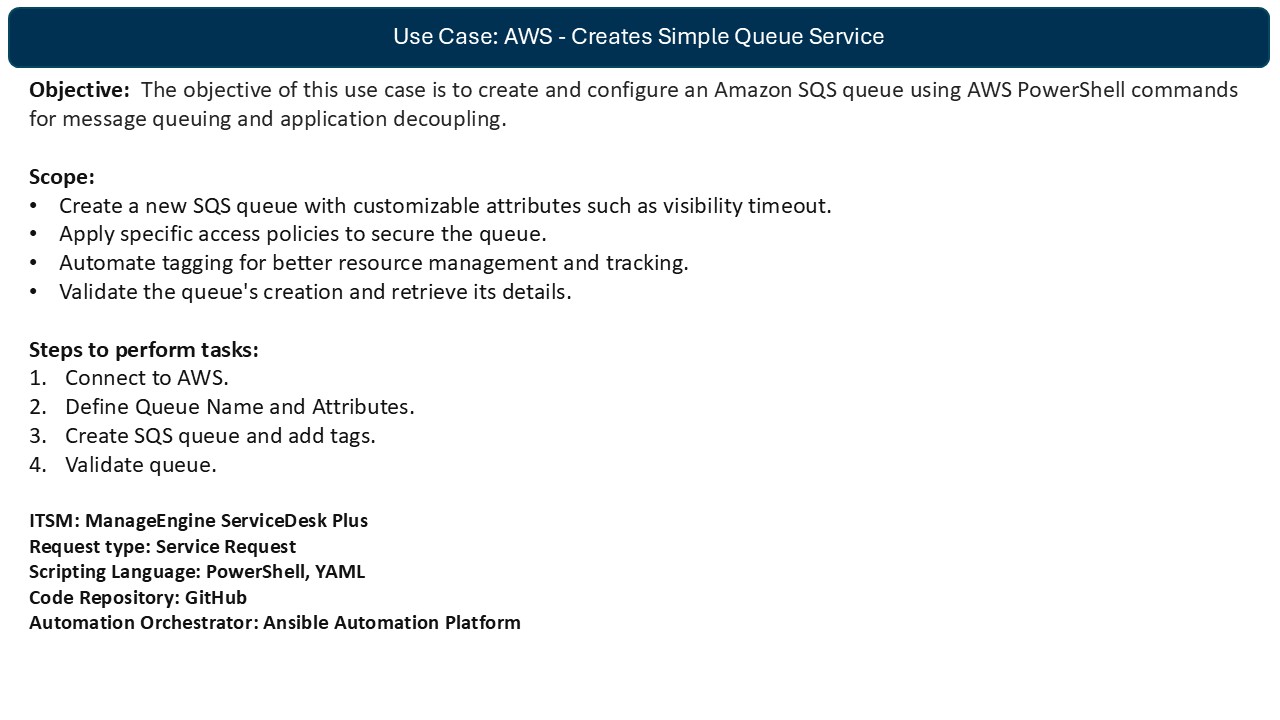 Use Case: AWS - Creates Simple Queue Service
Objective:  The objective of this use case is to create and configure an Amazon SQS queue using AWS PowerShell commands
for message queuing and application decoupling.
Scope:
• Create a new SQS queue with customizable attributes such as visibility timeout.
• Apply specific access policies to secure the queue.
• Automate tagging for better resource management and tracking.
• Validate the queue's creation and retrieve its details.
Steps to perform tasks:
1. Connect to AWS.
2. Define Queue Name and Attributes.
3. Create SQS queue and add tags.
4. Validate queue.
ITSM: ManageEngine ServiceDesk Plus
Request type: Service Request
Scripting Language: PowerShell, YAML
Code Repository: GitHub
Automation Orchestrator: Ansible Automation Platform